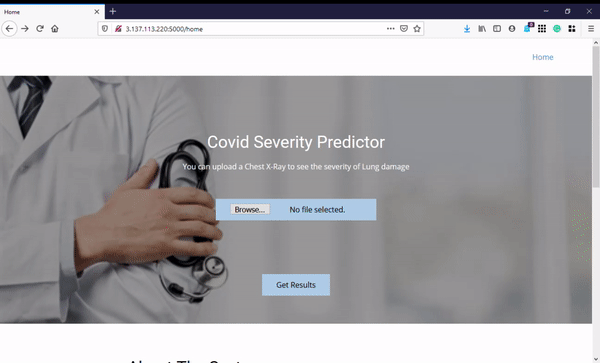 Home
3.137.113.220:5000/home
Home
Covid Severity Predictor
You can upload a Chest X-Ray to see the severity of Lung damage
Browse... No file selected.
Get Results